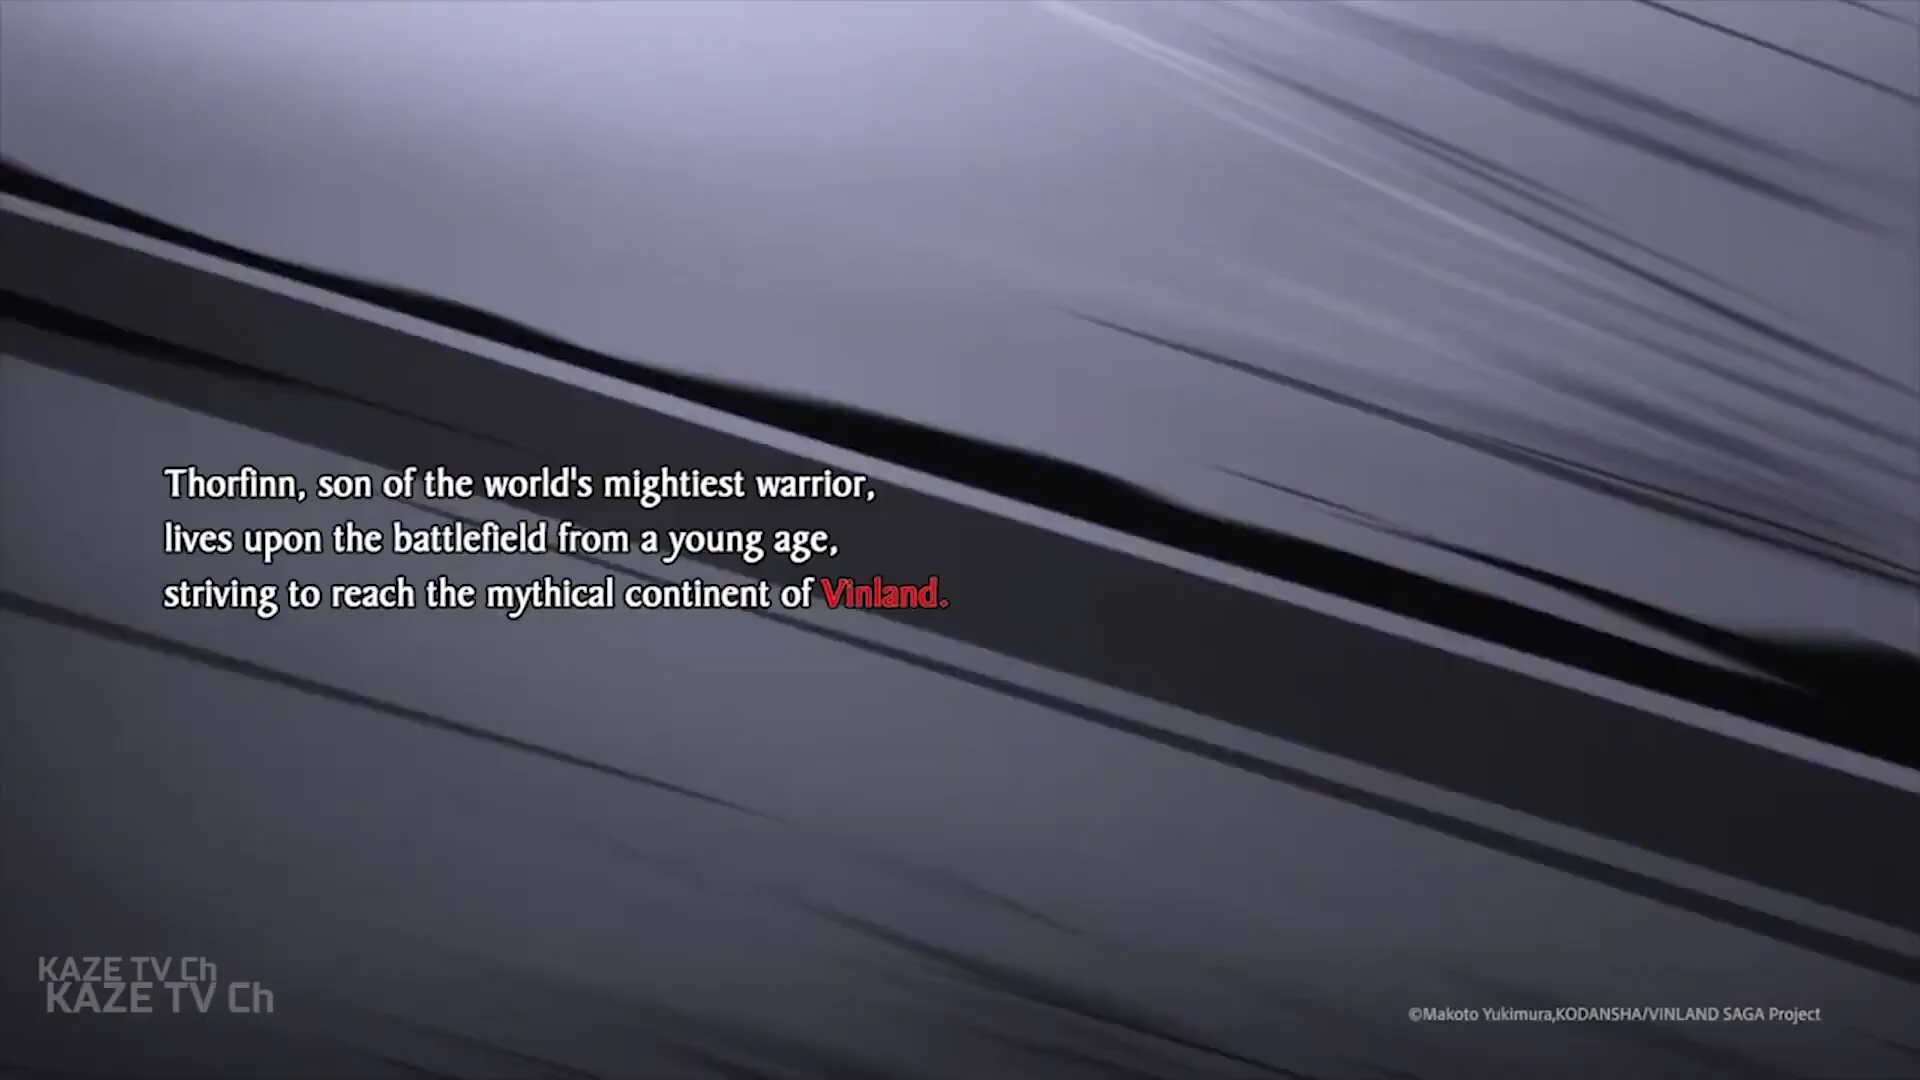 Thorfinn, son of the world's mightiest warrior,
lives upon the battlefield from a young age,
striving to reach the mythical continent of Vinland.
KAZE TV Ch
KAZE TV Ch
©Makoto Yukimura,KODANSHA/VINLAND SAGA Project